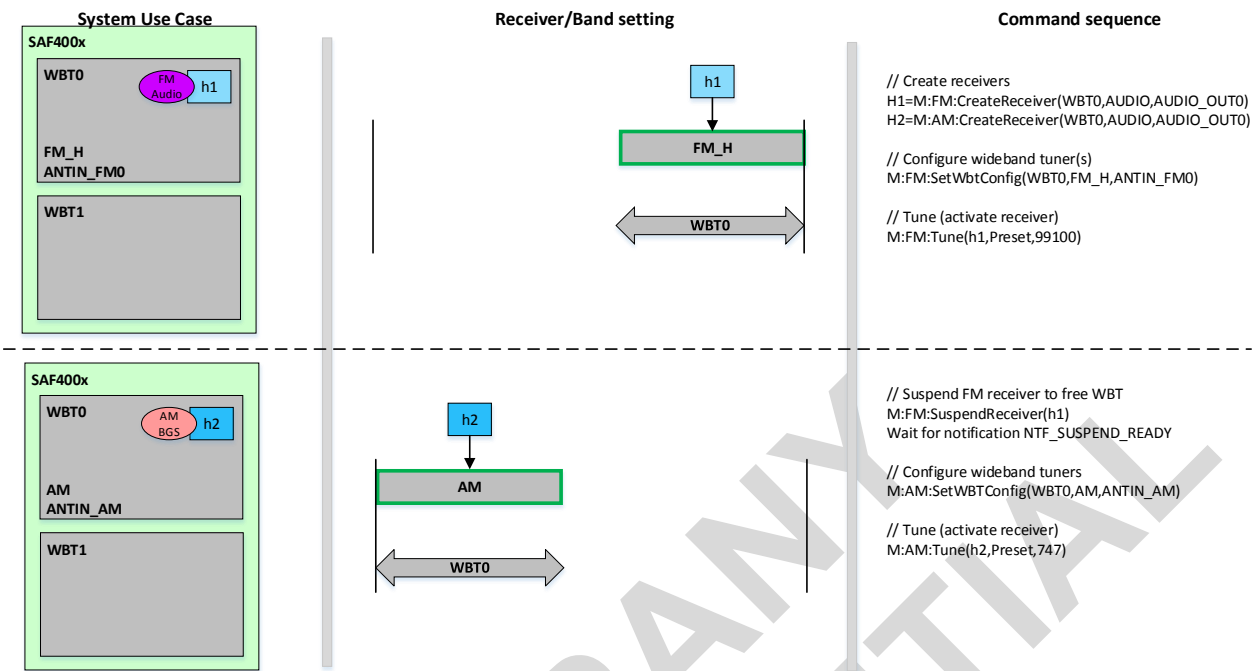 System Use Case
Receiver/Band setting
Command sequence
SAF400x
WBT0
FM
Audio
h1
FM_H
ANTIN_FM0
WBT1
h1
FM_H
WBT0
// Create receivers
H1=M:FM:CreateReceiver(WBT0,AUDIO,AUDIO_OUT0)
H2=M:AM:CreateReceiver(WBT0,AUDIO,AUDIO_OUT0)
// Configure wideband tuner(s)
M:FM:SetWbtConfig(WBT0,FM_H,ANTIN_FM0)
// Tune (activate receiver)
M:FM:Tune(h1,Preset,99100)
SAF400x
WBT0
AM
BGS
h2
AM
ANTIN_AM
WBT1
h2
AM
WBT0
// Suspend FM receiver to free WBT
M:FM:SuspendReceiver(h1)
Wait for notification NTF_SUSPEND_READY
// Configure wideband tuners
M:AM:SetWBTConfig(WBT0,AM,ANTIN_AM)
// Tune (activate receiver)
M:AM:Tune(h2,Preset,747)